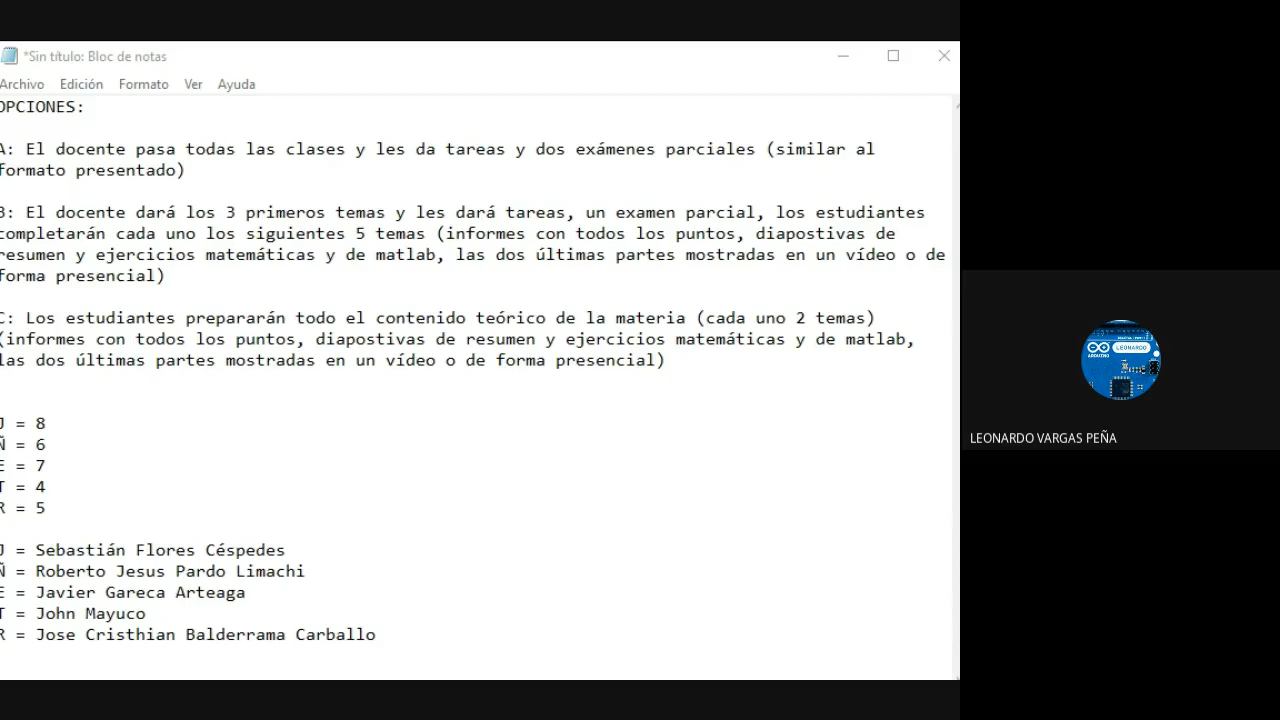 *Sin título: Bloc de notas
Archivo Edición Formato Ver Ayuda
OPCIONES:
A: El docente pasa todas las clases y les da tareas y dos exámenes parciales (similar al
formato presentado)
B: El docente dará los 3 primeros temas y les dará tareas, un examen parcial, los estudiantes
completarán cada uno los siguientes 5 temas (informes con todos los puntos, diapostivas de
resumen y ejercicios matemáticas y de matlab, las dos últimas partes mostradas en un vídeo o de
forma presencial)
C: Los estudiantes prepararán todo el contenido teórico de la materia (cada uno 2 temas)
(informes con todos los puntos, diapostivas de resumen y ejercicios matemáticas y de matlab,
las dos últimas partes mostradas en un vídeo o de forma presencial)
J = 8
Ñ = 6
E = 7
T = 4
R = 5
J = Sebastián Flores Céspedes
Ñ = Roberto Jesus Pardo Limachi
E = Javier Gareca Arteaga
T = John Mayuco
R = Jose Cristhian Balderrama Carballo
ARDUINO
LEONARDO
LEONARDO VARGAS PEÑA